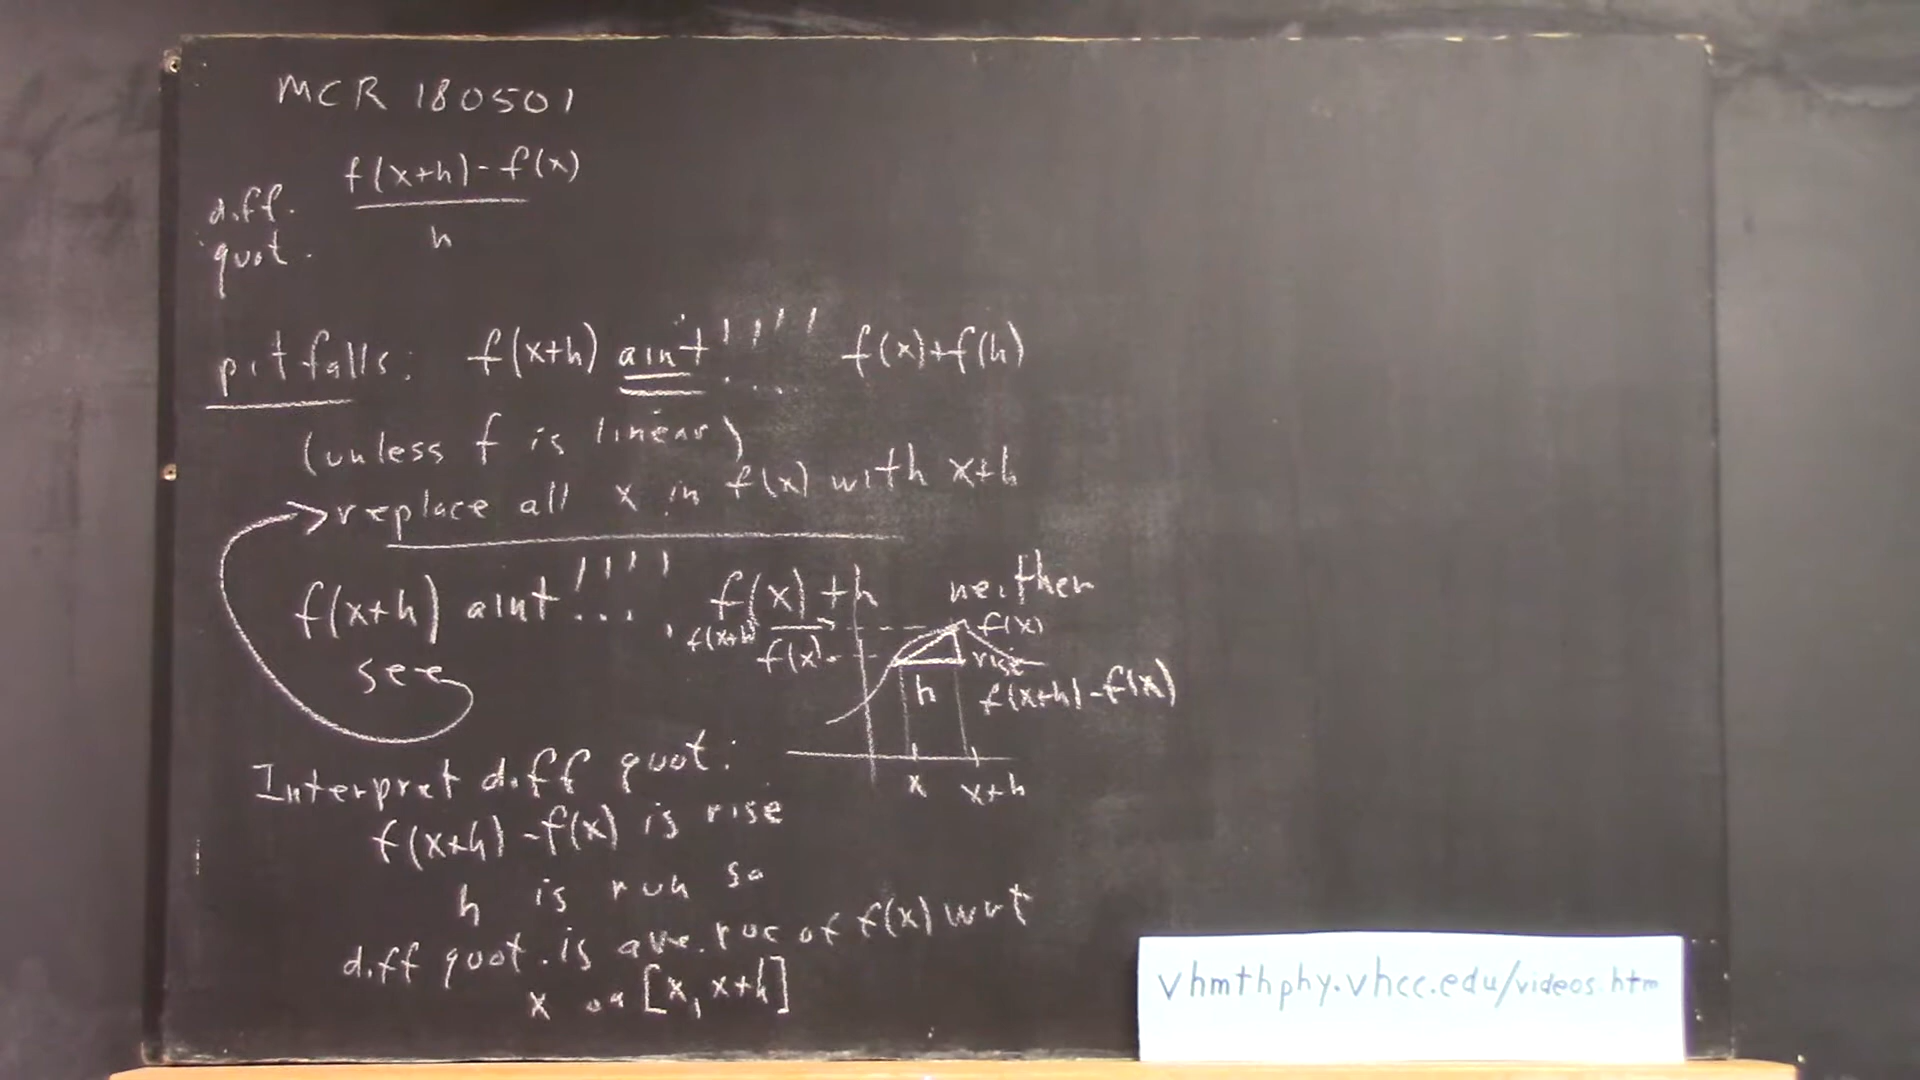 MCR 180501
f(x+h) - f(x)
diff.
quot.
h
pitfalls: f(x+h) aint!!!! f(x)+f(h)
(unless f is linear)
replace all x in f(x) with x+h
f(x+h) aint!!!! f(x)+h
neither
f(x+h)
f(x)
f(x)
rise
see
h
f(x+h)-f(x)
x
x+h
Interpret diff quot:
f(x+h)-f(x) is rise
h is run so
diff quot. is ave. roc of f(x) wrt
x on [x, x+h]
vhmthphy.vhcc.edu/videos.htm